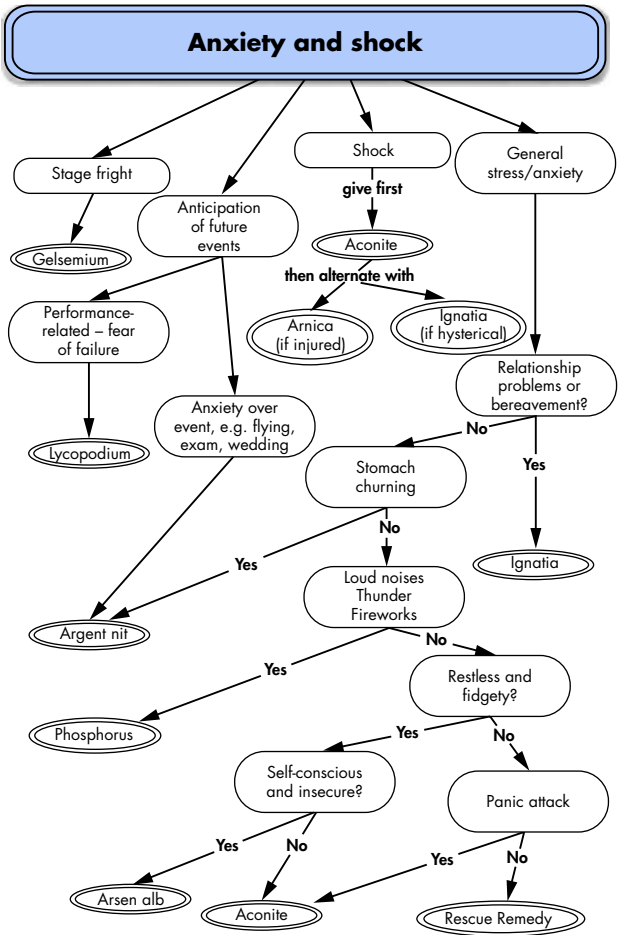 Anxiety and shock
Stage fright
Gelsemium
Anticipation
of future
events
Shock
give first
Aconite
then alternate with
Arnica
(if injured)
Ignatia
(if hysterical)
General
stress/anxiety
Performance-
related – fear
of failure
Lycopodium
Anxiety over
event, e.g. flying,
exam, wedding
Relationship
problems or
bereavement?
No
Yes
Stomach
churning
Ignatia
Yes
No
Argent nit
Loud noises
Thunder
Fireworks
Yes
No
Phosphorus
Restless and
fidgety?
Yes
No
Self-conscious
and insecure?
Panic attack
Yes
No
Yes
No
Arsen alb
Aconite
Rescue Remedy